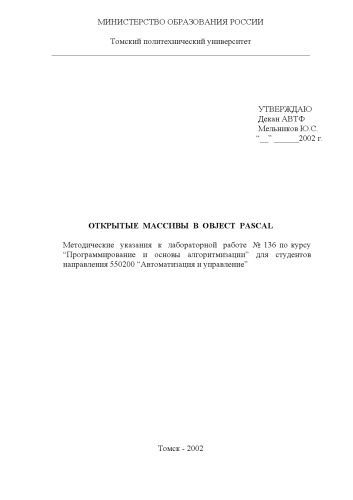 МИНИСТЕРСТВО ОБРАЗОВАНИЯ РОССИИ
Томский политехнический университет
УТВЕРЖДАЮ
Декан АВТФ
Мельников Ю.С.
“__” ______2002 г.
ОТКРЫТЫЕ МАССИВЫ В OBJECT PASCAL
Методические указания к лабораторной работе № 136 по курсу
“Программирование и основы алгоритмизации” для студентов
направления 550200 “Автоматизация и управление”
Томск - 2002